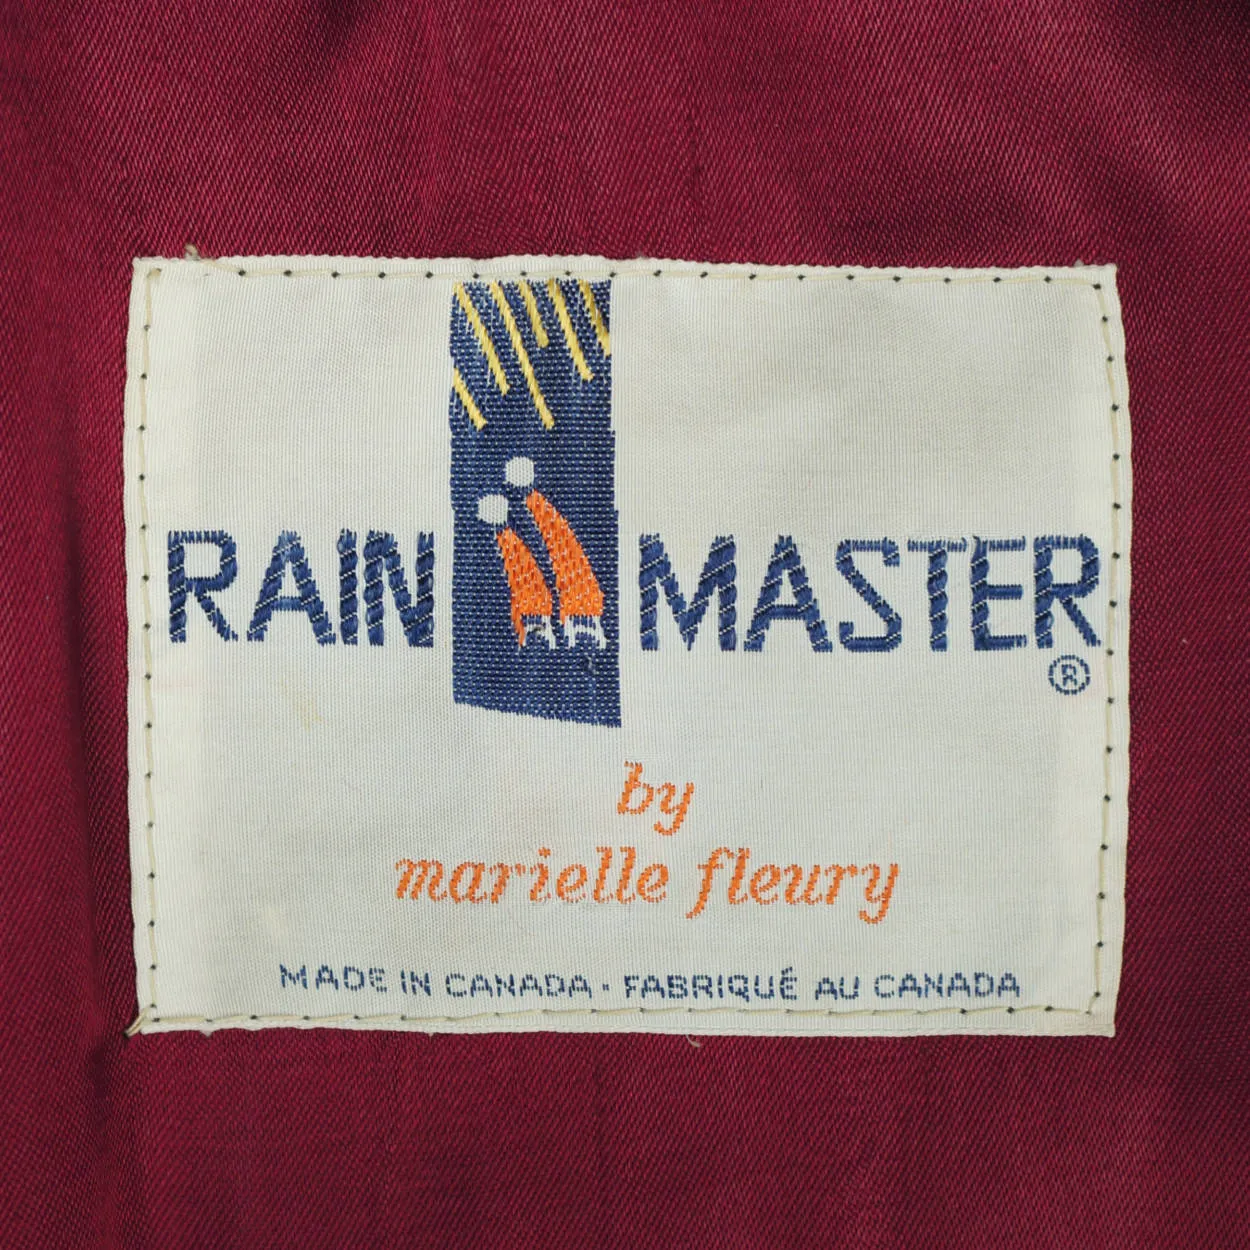 RAIN MASTER ®
by
marielle fleury
MADE IN CANADA · FABRIQUÉ AU CANADA